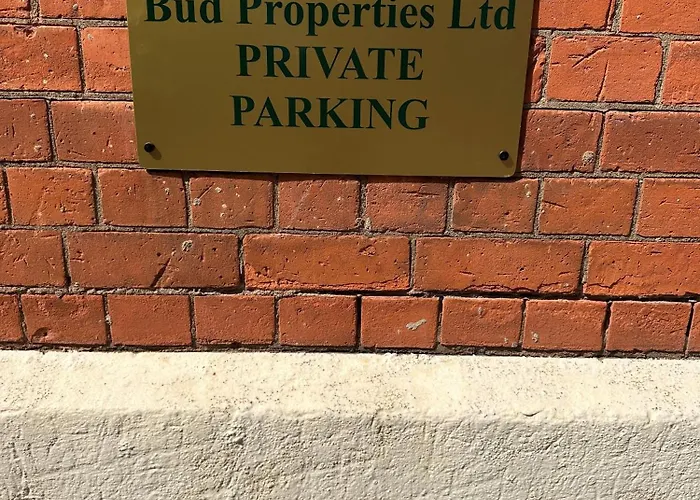 Bud Properties Ltd
PRIVATE
PARKING